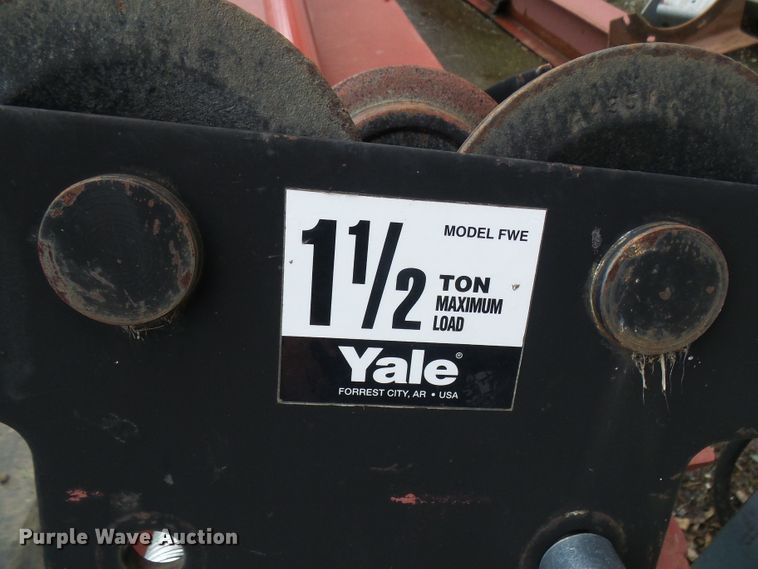 MODEL FWE
1 1/2 TON
MAXIMUM
LOAD
Yale®
FORREST CITY, AR • USA
Purple Wave Auction